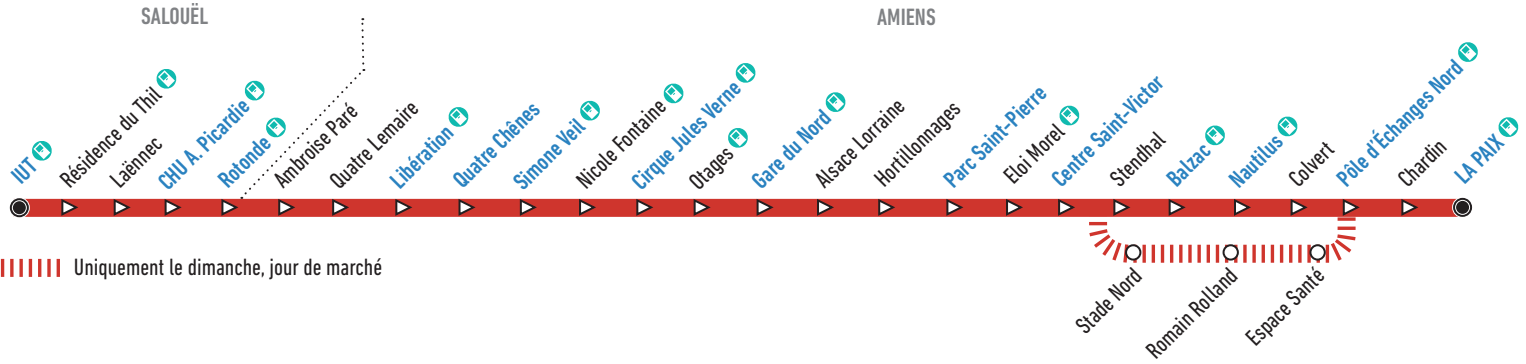 SALOUËL
AMIENS
IUT
Résidence du Thil
Laënnec
CHU A. Picardie
Rotonde
Ambroise Paré
Quatre Lemaire
Libération
Quatre Chênes
Simone Veil
Nicole Fontaine
Cirque Jules Verne
Otages
Gare du Nord
Alsace Lorraine
Hortillonnages
Parc Saint-Pierre
Eloi Morel
Centre Saint-Victor
Stendhal
Balzac
Nautilus
Colvert
Pôle d'Échanges Nord
Chardin
LA PAIX
Uniquement le dimanche, jour de marché
Stade Nord
Romain Rolland
Espace Santé